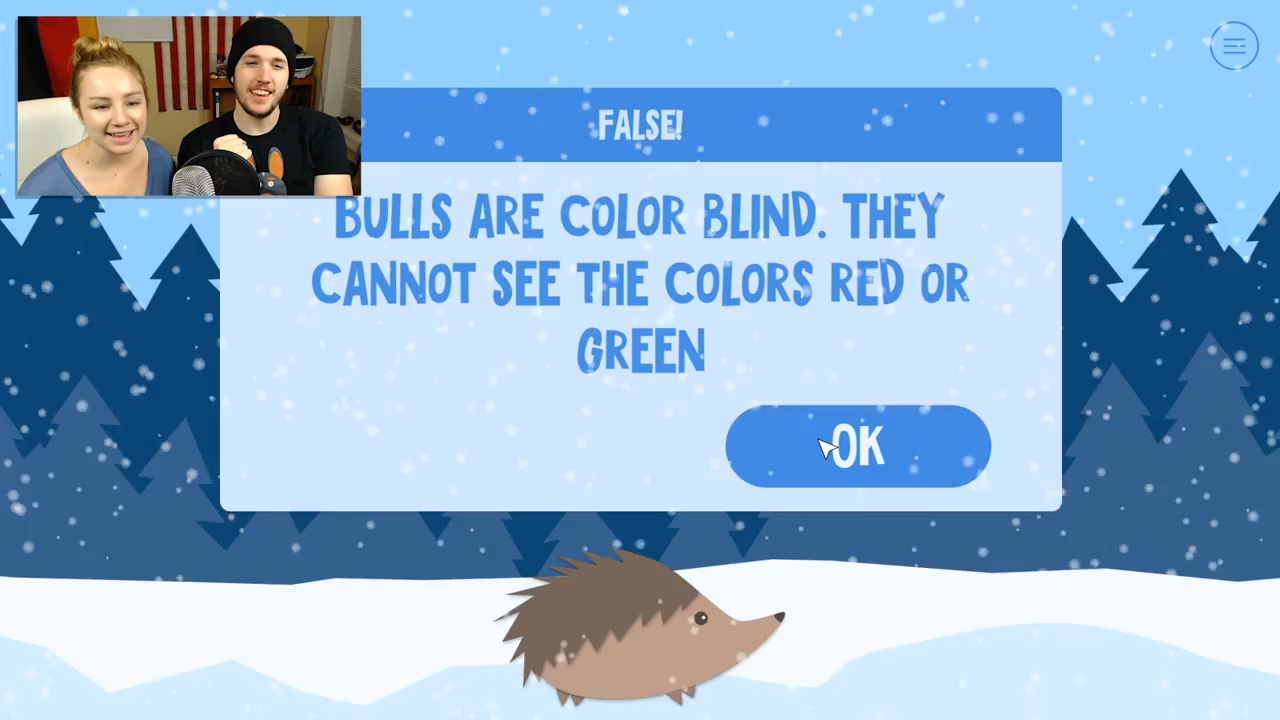 FALSE!
BULLS ARE COLOR BLIND. THEY
CANNOT SEE THE COLORS RED OR
GREEN
OK